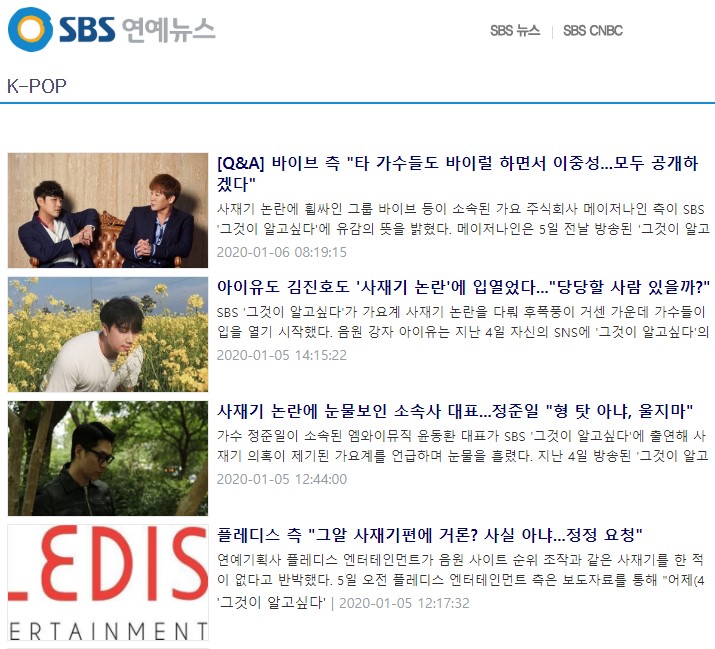 SBS 연예뉴스
SBS 뉴스 | SBS CNBC
K-POP
[Q&A] 바이브 측 "타 가수들도 바이럴 하면서 이중성...모두 공개하
겠다"
사재기 논란에 휩싸인 그룹 바이브 등이 소속된 가요 주식회사 메이저나인 측이 SBS
'그것이 알고싶다'에 유감의 뜻을 밝혔다. 메이저나인은 5일 전날 방송된 '그것이 알고
2020-01-06 08:19:15
아이유도 김진호도 '사재기 논란'에 입열었다..."당당할 사람 있을까?"
SBS '그것이 알고싶다'가 가요계 사재기 논란을 다뤄 후폭풍이 거센 가운데 가수들이
입을 열기 시작했다. 음원 강자 아이유는 지난 4일 자신의 SNS에 '그것이 알고싶다'의
2020-01-05 14:15:22
사재기 논란에 눈물보인 소속사 대표...정준일 "형 탓 아냐, 울지마"
가수 정준일이 소속된 엠와이뮤직 윤동환 대표가 SBS '그것이 알고싶다'에 출연해 사
재기 의혹이 제기된 가요계를 언급하며 눈물을 흘렸다. 지난 4일 방송된 '그것이 알고
2020-01-05 12:44:00
LEDIS
ERTAINMENT
플레디스 측 "그알 사재기편에 거론? 사실 아냐...정정 요청"
연예기획사 플레디스 엔터테인먼트가 음원 사이트 순위 조작과 같은 사재기를 한 적
이 없다고 반박했다. 5일 오전 플레디스 엔터테인먼트 측은 보도자료를 통해 "어제(4
'그것이 알고싶다' | 2020-01-05 12:17:32